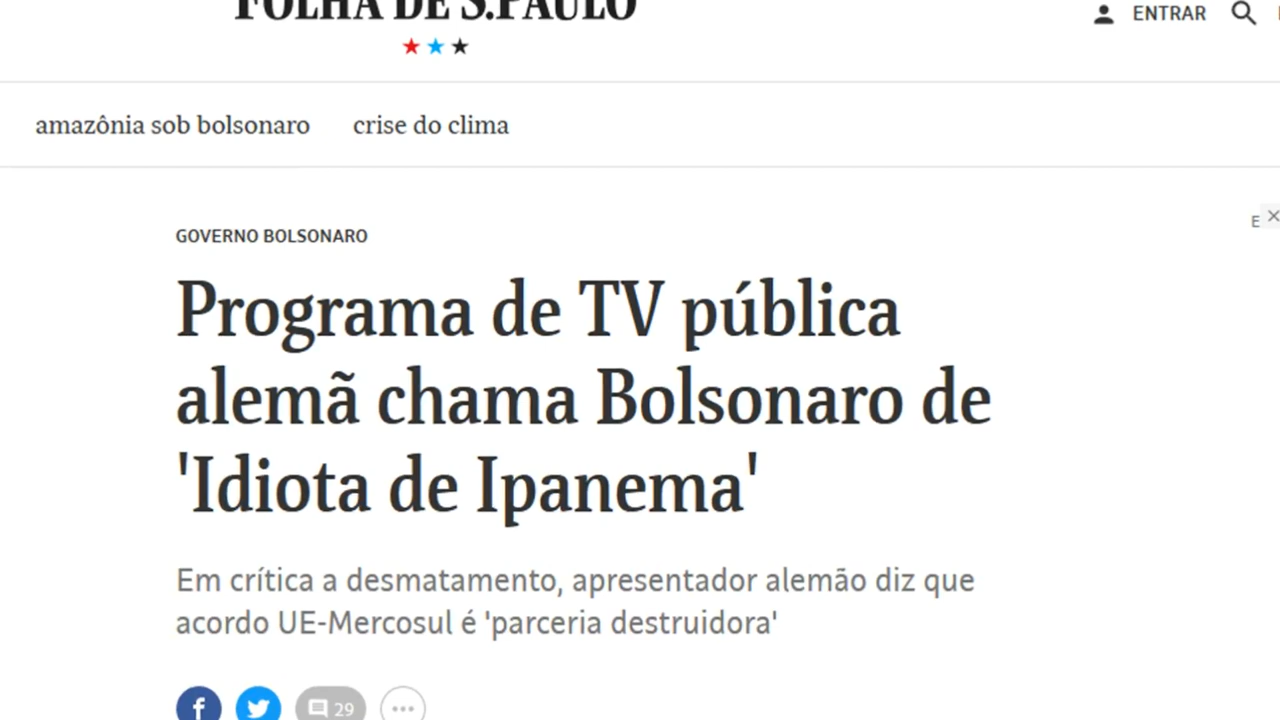 FOLHA DE S.PAULO
ENTRAR
amazônia sob bolsonaro
crise do clima
E
GOVERNO BOLSONARO
Programa de TV pública
alemã chama Bolsonaro de
'Idiota de Ipanema'
Em crítica a desmatamento, apresentador alemão diz que
acordo UE-Mercosul é 'parceria destruidora'
29